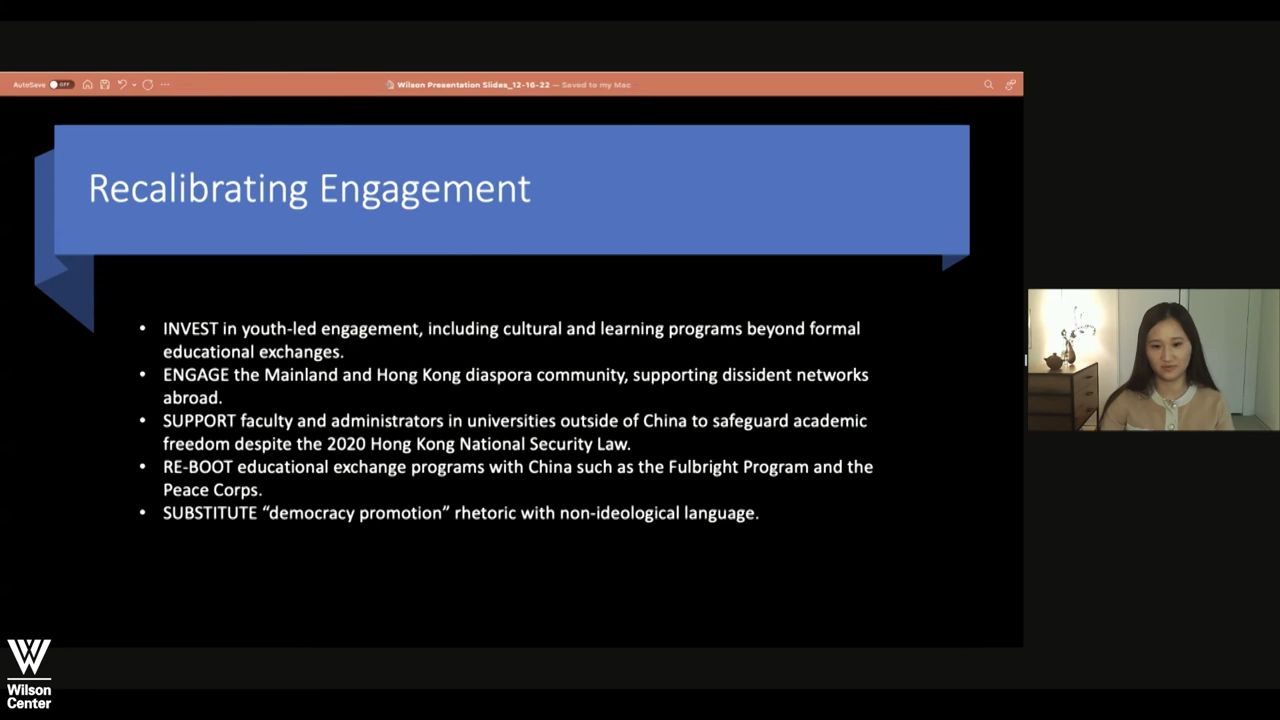 AutoSave OFF
Wilson Presentation Slides_12-16-22 — Saved to my Mac
Recalibrating Engagement
• INVEST in youth-led engagement, including cultural and learning programs beyond formal
educational exchanges.
• ENGAGE the Mainland and Hong Kong diaspora community, supporting dissident networks
abroad.
• SUPPORT faculty and administrators in universities outside of China to safeguard academic
freedom despite the 2020 Hong Kong National Security Law.
• RE-BOOT educational exchange programs with China such as the Fulbright Program and the
Peace Corps.
• SUBSTITUTE “democracy promotion” rhetoric with non-ideological language.
Wilson
Center